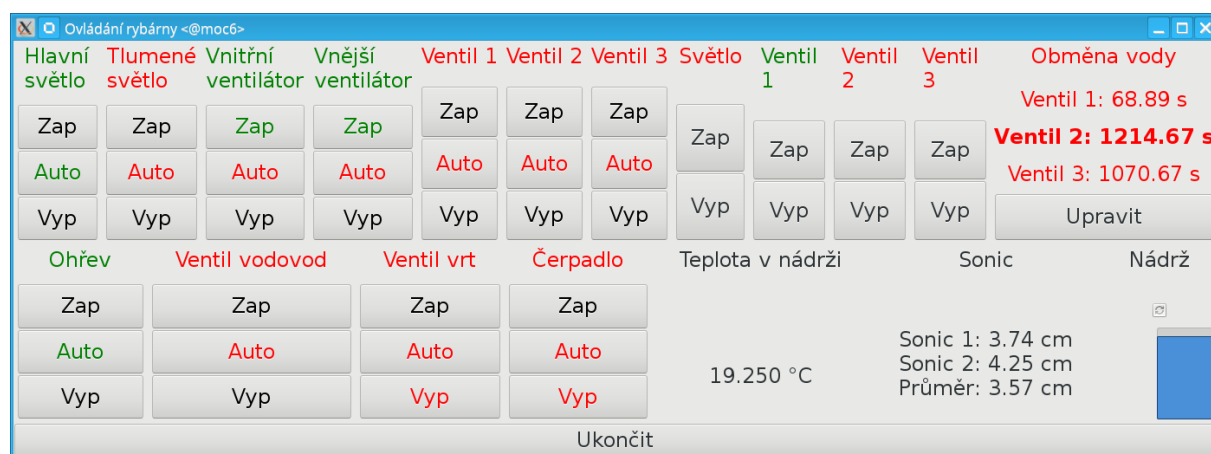 Ovládání rybárny <@moc6>
Hlavní světlo Tlumené světlo Vnitřní ventilátor Vnější ventilátor Ventil 1 Ventil 2 Ventil 3 Světlo Ventil 1 Ventil 2 Ventil 3 Obměna vody
Ventil 1: 68.89 s
Zap Zap Zap Zap Zap Zap Zap Zap Zap Zap Zap
Ventil 2: 1214.67 s
Auto Auto Auto Auto Auto Auto Auto
Ventil 3: 1070.67 s
Vyp Vyp Vyp Vyp Vyp Vyp Vyp Vyp Vyp Vyp Vyp Upravit
Ohřev Ventil vodovod Ventil vrt Čerpadlo Teplota v nádrži Sonic Nádrž
Zap Zap Zap Zap
Auto Auto Auto Auto
Vyp Vyp Vyp Vyp
19.250 °C
Sonic 1: 3.74 cm
Sonic 2: 4.25 cm
Průměr: 3.57 cm
Ukončit